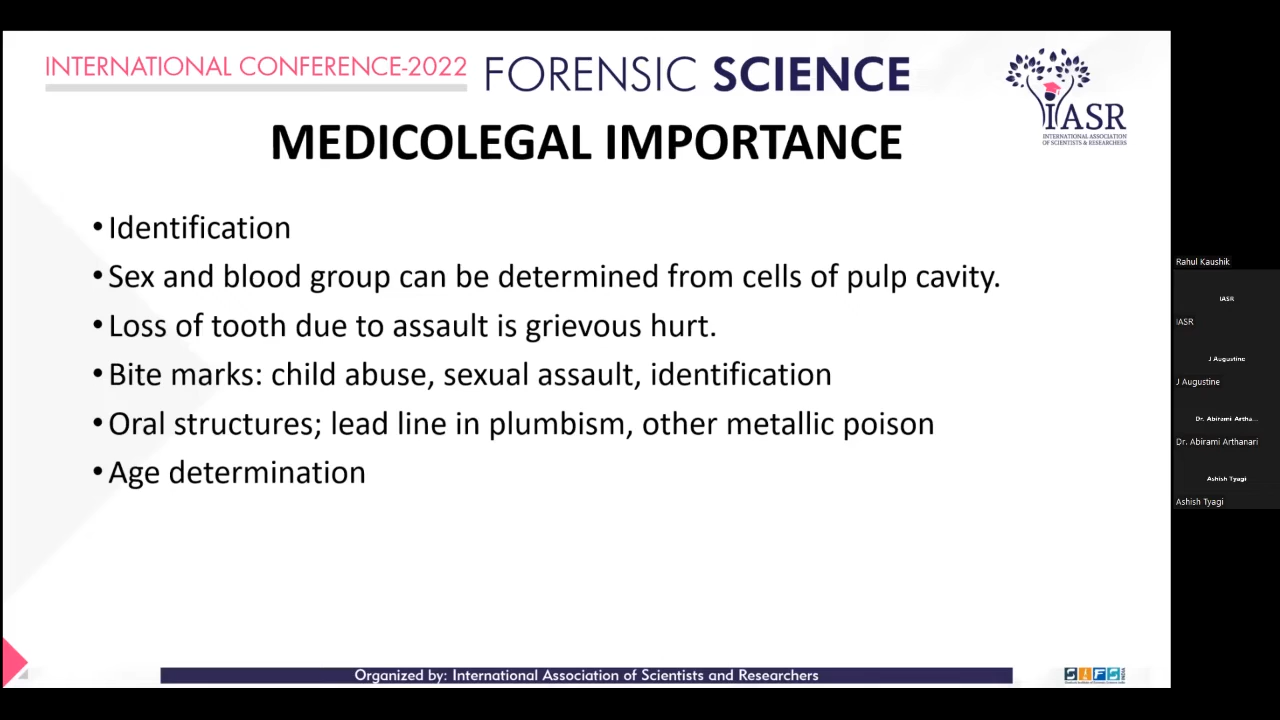 INTERNATIONAL CONFERENCE-2022 FORENSIC SCIENCE
IASR
INTERNATIONAL ASSOCIATION
OF SCIENTISTS & RESEARCHERS
MEDICOLEGAL IMPORTANCE
• Identification
• Sex and blood group can be determined from cells of pulp cavity.
• Loss of tooth due to assault is grievous hurt.
• Bite marks: child abuse, sexual assault, identification
• Oral structures; lead line in plumbism, other metallic poison
• Age determination
Organized by: International Association of Scientists and Researchers
SIFS
INDIA
Rahul Kaushik
IASR
IASR
J Augustine
J Augustine
Dr. Abirami Artha...
Dr. Abirami Arthanari
Ashish Tyagi
Ashish Tyagi